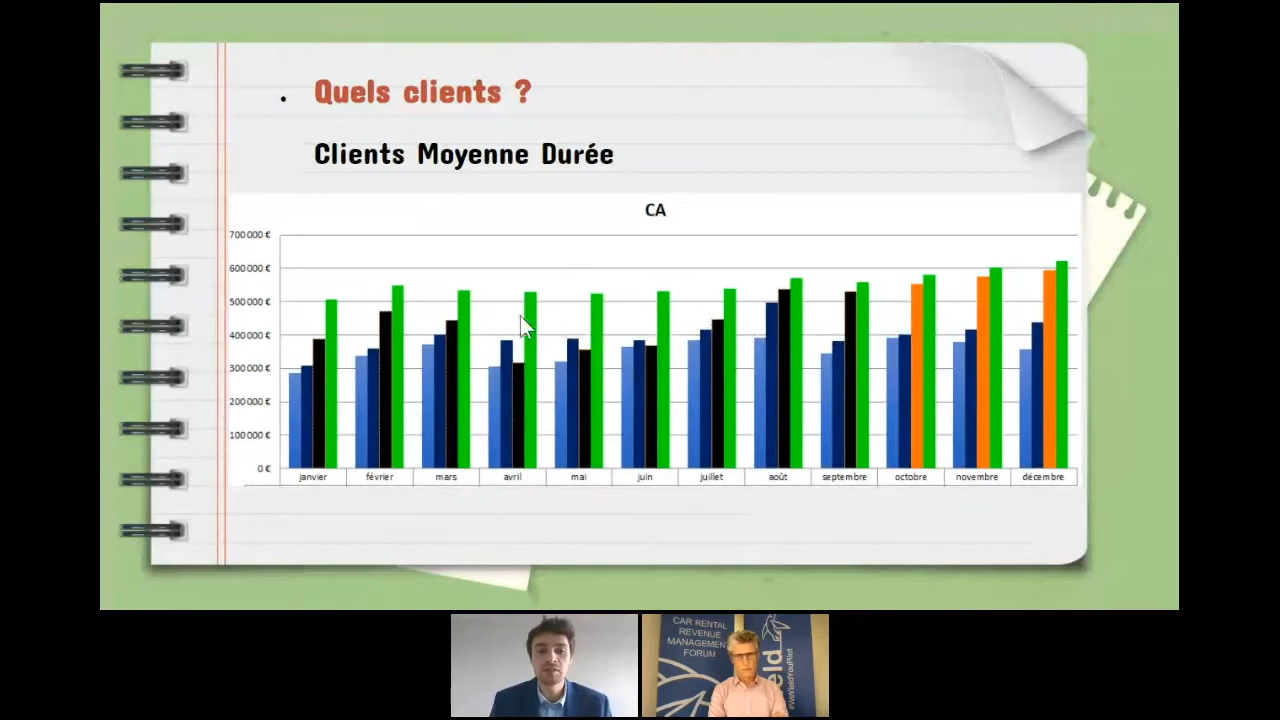 . Quels clients ?
Clients Moyenne Durée
CA
700 000 €
600 000 €
500 000 €
400 000 €
300 000 €
200 000 €
100 000 €
0 €
janvier février mars avril mai juin juillet août septembre octobre novembre décembre
CAR RENTAL
REVENUE
MANAGEMENT
FORUM
#WeYieldYouPilot